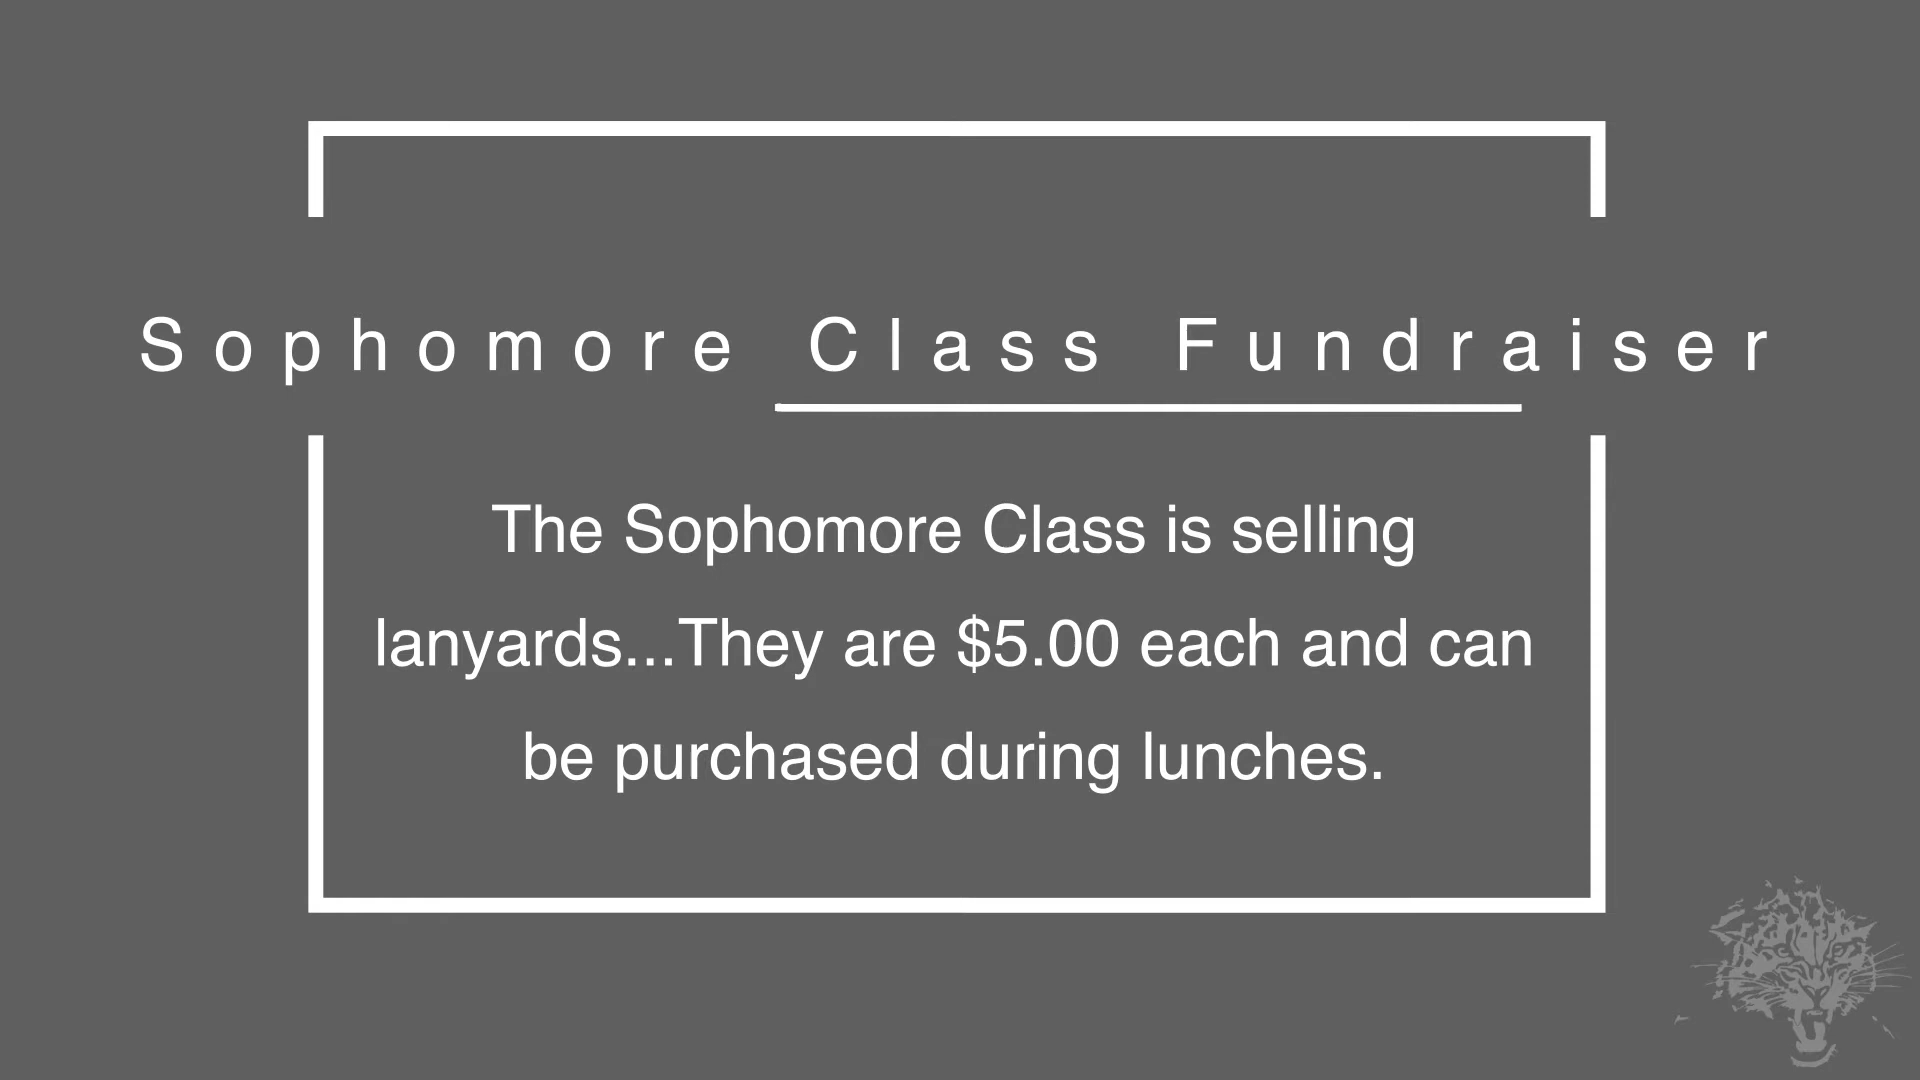 Sophomore Class Fundraiser
The Sophomore Class is selling
lanyards...They are $5.00 each and can
be purchased during lunches.